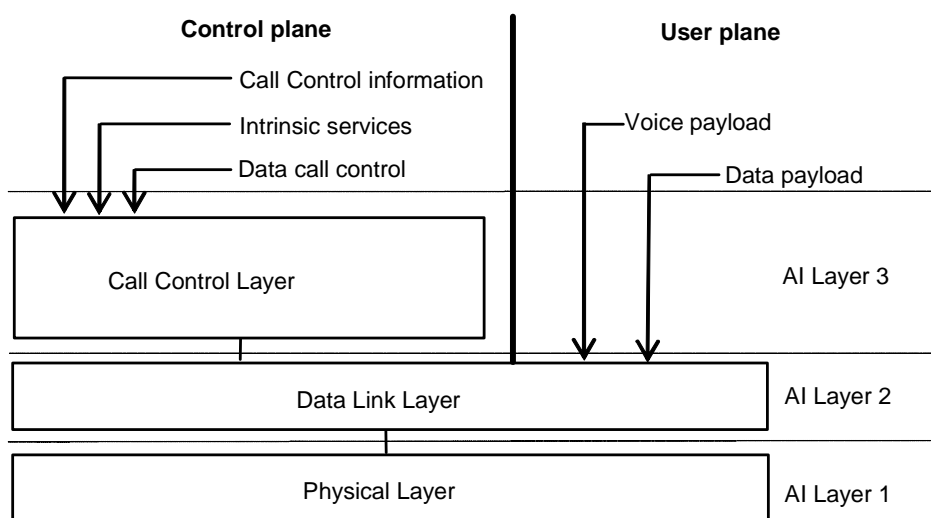 Control plane
User plane
Call Control information
Intrinsic services
Voice payload
Data call control
Data payload
Call Control Layer
AI Layer 3
Data Link Layer
AI Layer 2
Physical Layer
AI Layer 1